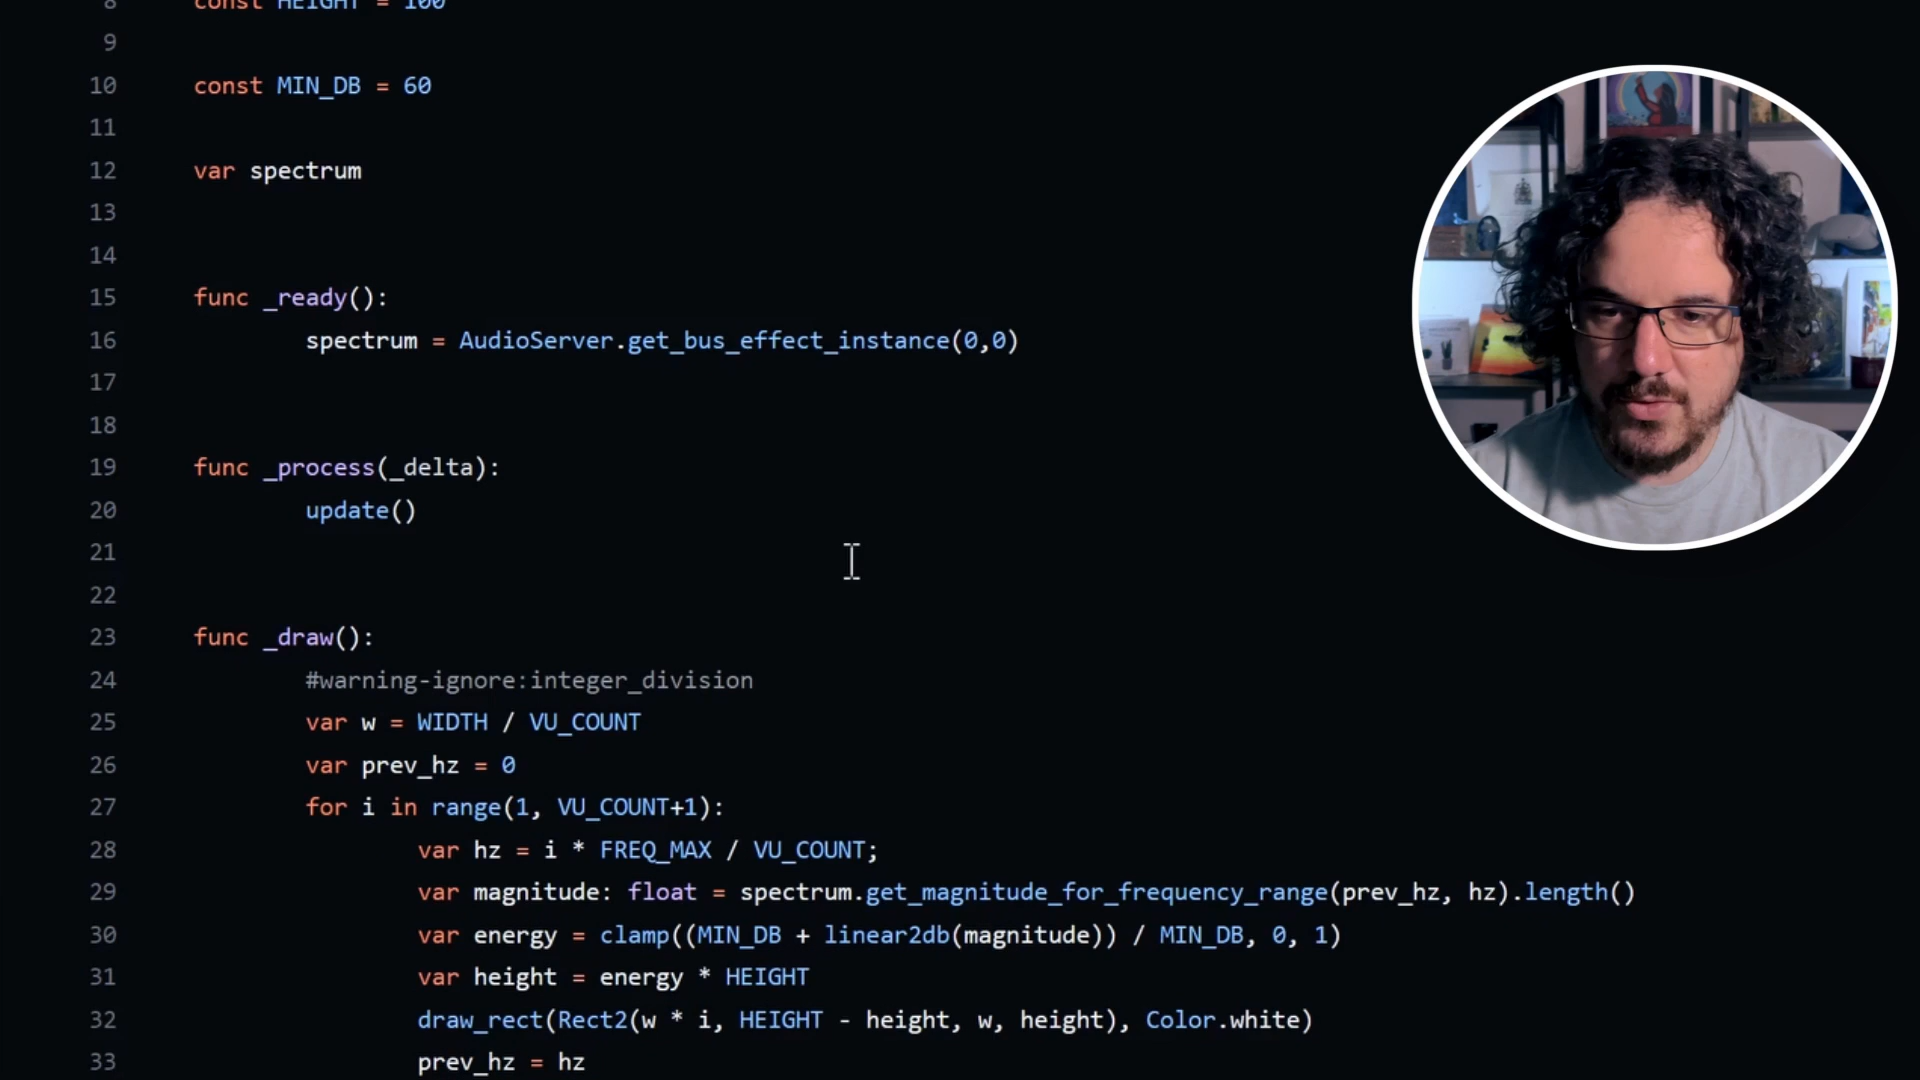 8 const HEIGHT = 100
9
10 const MIN_DB = 60
11
12 var spectrum
13
14
15 func _ready():
16 spectrum = AudioServer.get_bus_effect_instance(0,0)
17
18
19 func _process(_delta):
20 update()
21
22
23 func _draw():
24 #warning-ignore:integer_division
25 var w = WIDTH / VU_COUNT
26 var prev_hz = 0
27 for i in range(1, VU_COUNT+1):
28 var hz = i * FREQ_MAX / VU_COUNT;
29 var magnitude: float = spectrum.get_magnitude_for_frequency_range(prev_hz, hz).length()
30 var energy = clamp((MIN_DB + linear2db(magnitude)) / MIN_DB, 0, 1)
31 var height = energy * HEIGHT
32 draw_rect(Rect2(w * i, HEIGHT - height, w, height), Color.white)
33 prev_hz = hz